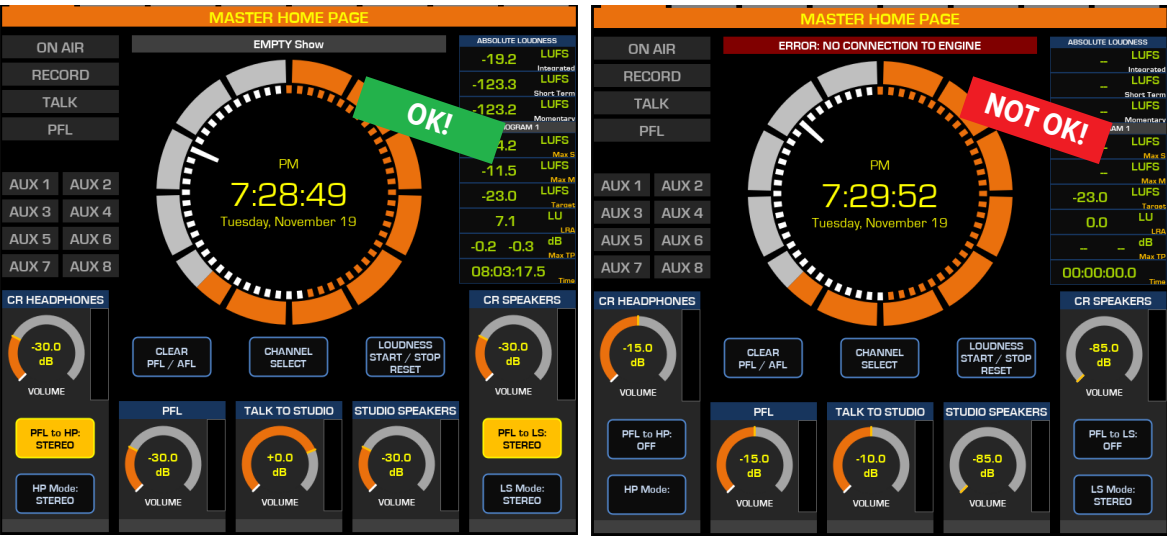 MASTER HOME PAGE
ON AIR
RECORD
TALK
PFL
AUX 1 AUX 2
AUX 3 AUX 4
AUX 5 AUX 6
AUX 7 AUX 8
EMPTY Show
OK!
PM
7:28:49
Tuesday, November 19
ABSOLUTE LOUDNESS
-19.2 LUFS
Integrated
-123.3 LUFS
Short Term
-123.2 LUFS
Momentary
OGRAM 1
4.2 LUFS
Max S
-11.5 LUFS
Max M
-23.0 LUFS
Target
7.1 LU
LRA
-0.2 -0.3 dB
Max TP
08:03:17.5
Time
CR HEADPHONES
-30.0
dB
VOLUME
PFL to HP:
STEREO
HP Mode:
STEREO
CLEAR
PFL / AFL
CHANNEL
SELECT
LOUDNESS
START / STOP
RESET
PFL
-30.0
dB
VOLUME
TALK TO STUDIO
+0.0
dB
VOLUME
STUDIO SPEAKERS
-30.0
dB
VOLUME
CR SPEAKERS
-30.0
dB
VOLUME
PFL to LS:
STEREO
LS Mode:
STEREO
MASTER HOME PAGE
ON AIR
RECORD
TALK
PFL
AUX 1 AUX 2
AUX 3 AUX 4
AUX 5 AUX 6
AUX 7 AUX 8
ERROR: NO CONNECTION TO ENGINE
NOT OK!
PM
7:29:52
Tuesday, November 19
ABSOLUTE LOUDNESS
-- LUFS
Integrated
-- LUFS
Short Term
-- LUFS
Momentary
AM 1
-- LUFS
Max S
-- LUFS
Max M
-23.0 LUFS
Target
0.0 LU
LRA
-- -- dB
Max TP
00:00:00.0
Time
CR HEADPHONES
-15.0
dB
VOLUME
PFL to HP:
OFF
HP Mode:
CLEAR
PFL / AFL
CHANNEL
SELECT
LOUDNESS
START / STOP
RESET
PFL
-15.0
dB
VOLUME
TALK TO STUDIO
-10.0
dB
VOLUME
STUDIO SPEAKERS
-85.0
dB
VOLUME
CR SPEAKERS
-85.0
dB
VOLUME
PFL to LS:
OFF
LS Mode:
STEREO